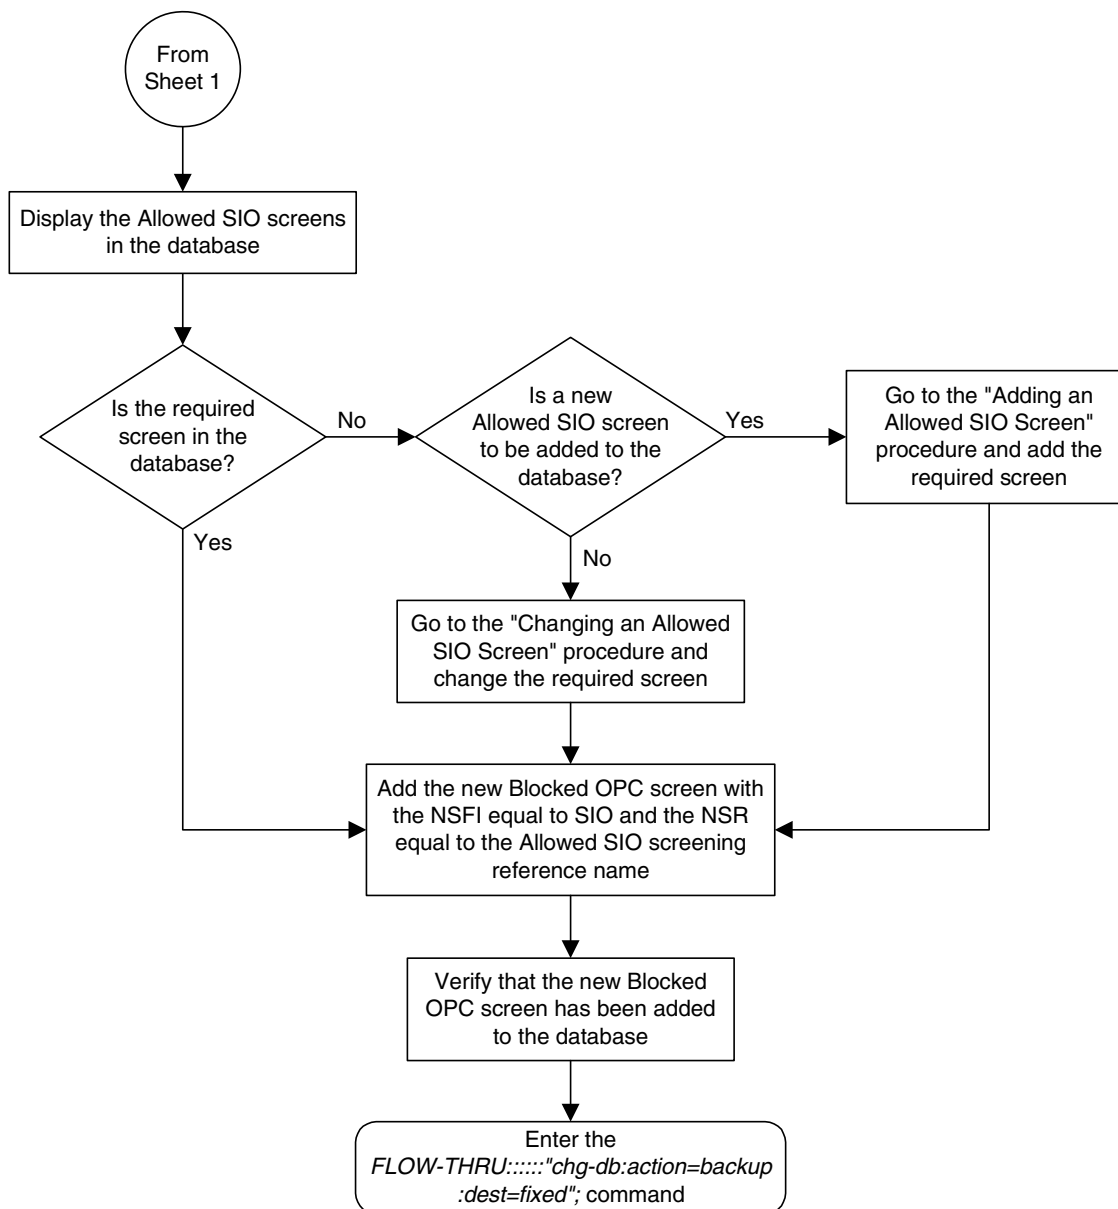 From
Sheet 1
Display the Allowed SIO screens
in the database
Is the required
screen in the
database?
No
Is a new
Allowed SIO screen
to be added to the
database?
Yes
Go to the "Adding an
Allowed SIO Screen"
procedure and add the
required screen
Yes
No
Go to the "Changing an Allowed
SIO Screen" procedure and
change the required screen
Add the new Blocked OPC screen with
the NSFI equal to SIO and the NSR
equal to the Allowed SIO screening
reference name
Verify that the new Blocked
OPC screen has been added
to the database
Enter the
FLOW-THRU::::::"chg-db:action=backup
:dest=fixed"; command